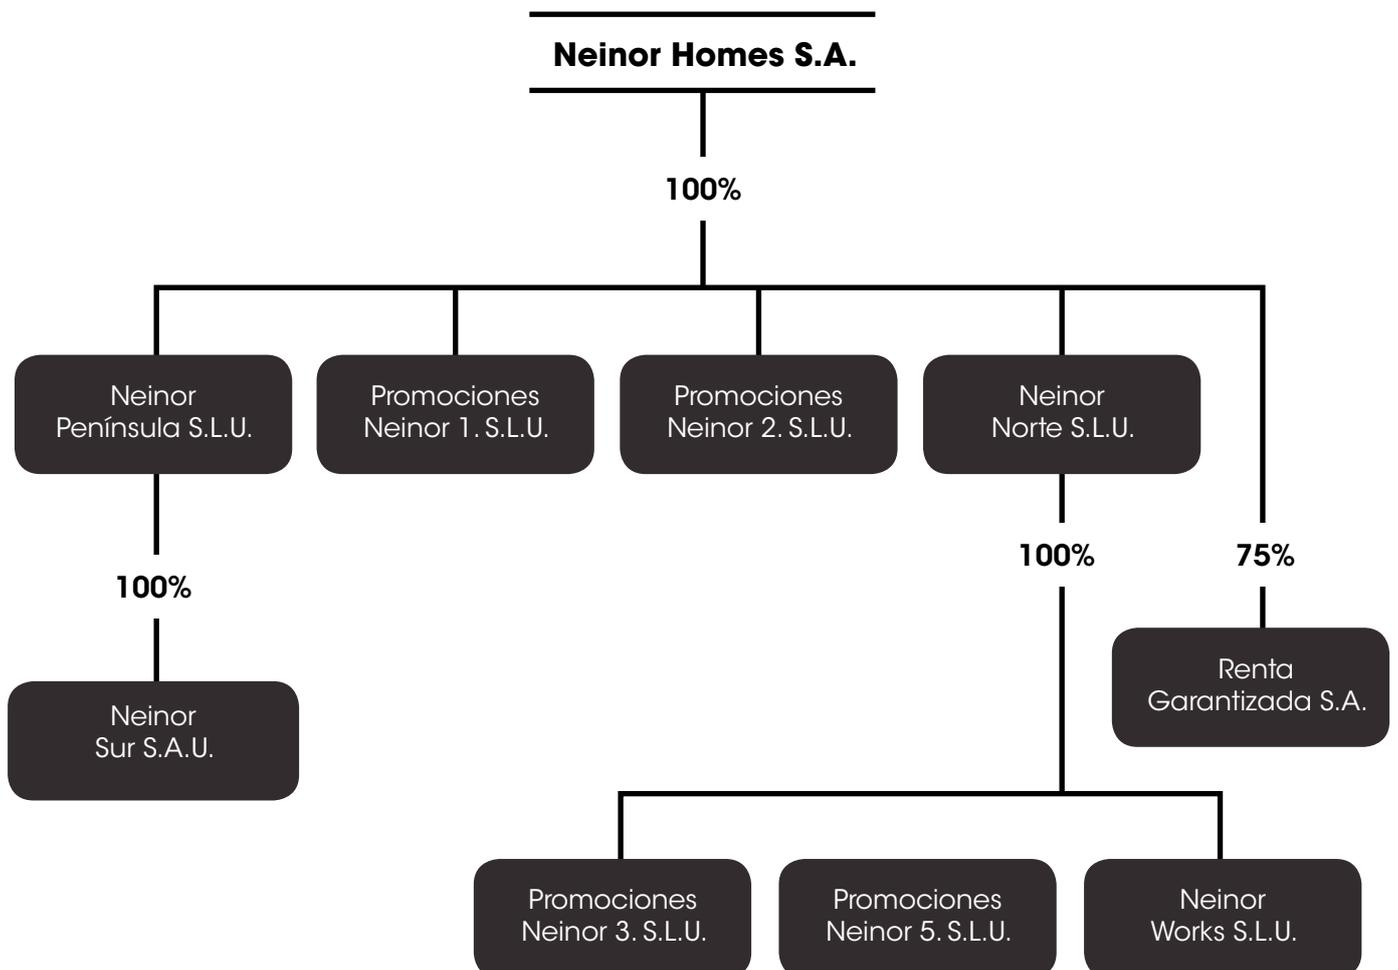 Neinor Homes S.A.
100%
Neinor
Península S.L.U.
Promociones
Neinor 1. S.L.U.
Promociones
Neinor 2. S.L.U.
Neinor
Norte S.L.U.
100%
75%
100%
Renta
Garantizada S.A.
Neinor
Sur S.A.U.
Promociones
Neinor 3. S.L.U.
Promociones
Neinor 5. S.L.U.
Neinor
Works S.L.U.